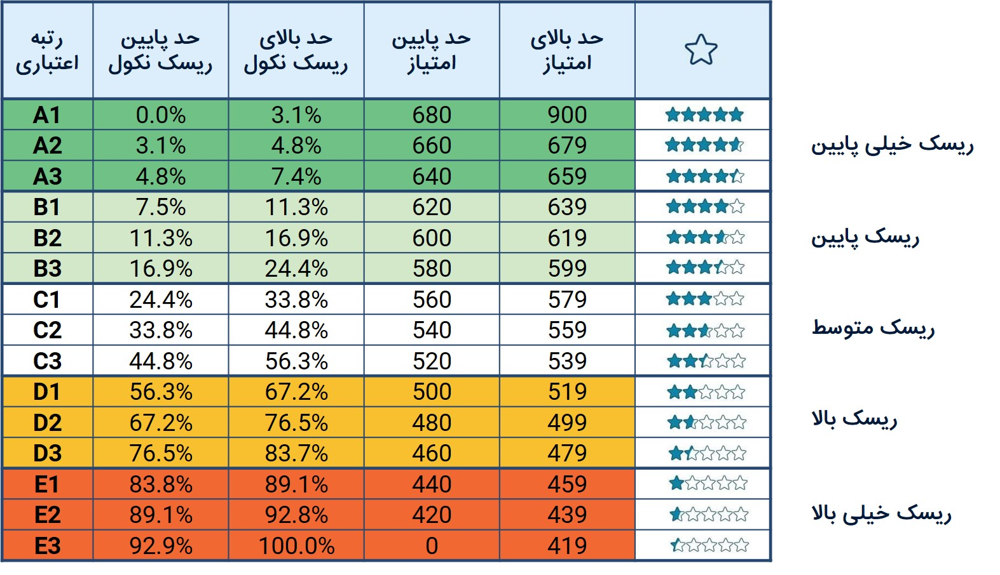 رتبه اعتباری | حد پایین ریسک نکول | حد بالای ریسک نکول | حد پایین امتیاز | حد بالای امتیاز
A1 0.0% 3.1% 680 900
A2 3.1% 4.8% 660 679
A3 4.8% 7.4% 640 659
ریسک خیلی پایین
B1 7.5% 11.3% 620 639
B2 11.3% 16.9% 600 619
B3 16.9% 24.4% 580 599
ریسک پایین
C1 24.4% 33.8% 560 579
C2 33.8% 44.8% 540 559
C3 44.8% 56.3% 520 539
ریسک متوسط
D1 56.3% 67.2% 500 519
D2 67.2% 76.5% 480 499
D3 76.5% 83.7% 460 479
ریسک بالا
E1 83.8% 89.1% 440 459
E2 89.1% 92.8% 420 439
E3 92.9% 100.0% 0 419
ریسک خیلی بالا